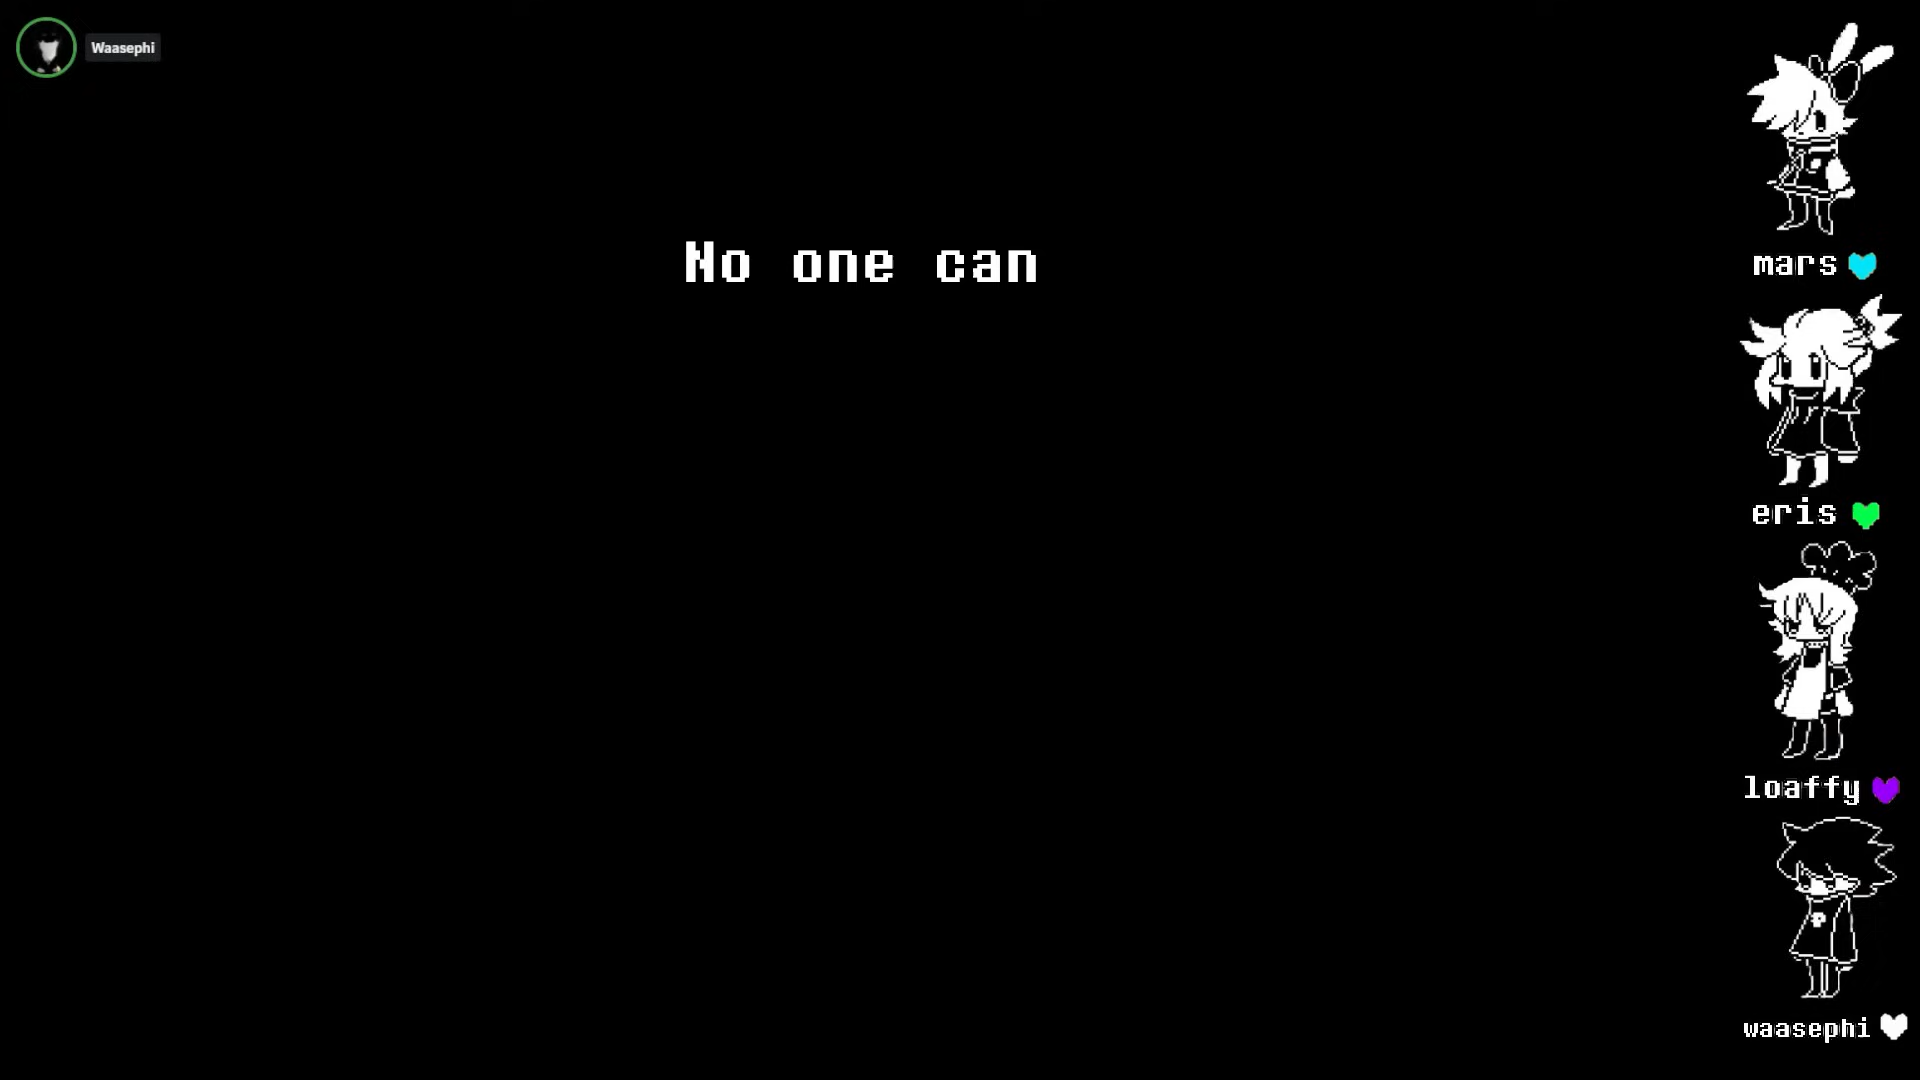 Waasephi
No one can
mars
eris
loaffy
waasephi